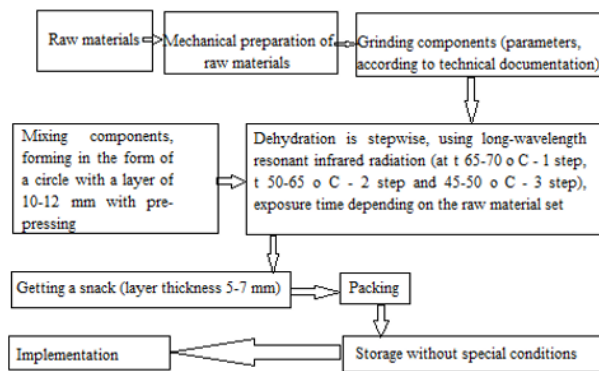 Raw materials
Mechanical preparation of
raw materials
Grinding components (parameters,
according to technical documentation)
Mixing components,
forming in the form of
a circle with a layer of
10-12 mm with pre-
pressing
Dehydration is stepwise, using long-wavelength
resonant infrared radiation (at t 65-70 o C - 1 step,
t 50-65 o C - 2 step and 45-50 o C - 3 step),
exposure time depending on the raw material set
Getting a snack (layer thickness 5-7 mm)
Packing
Implementation
Storage without special conditions